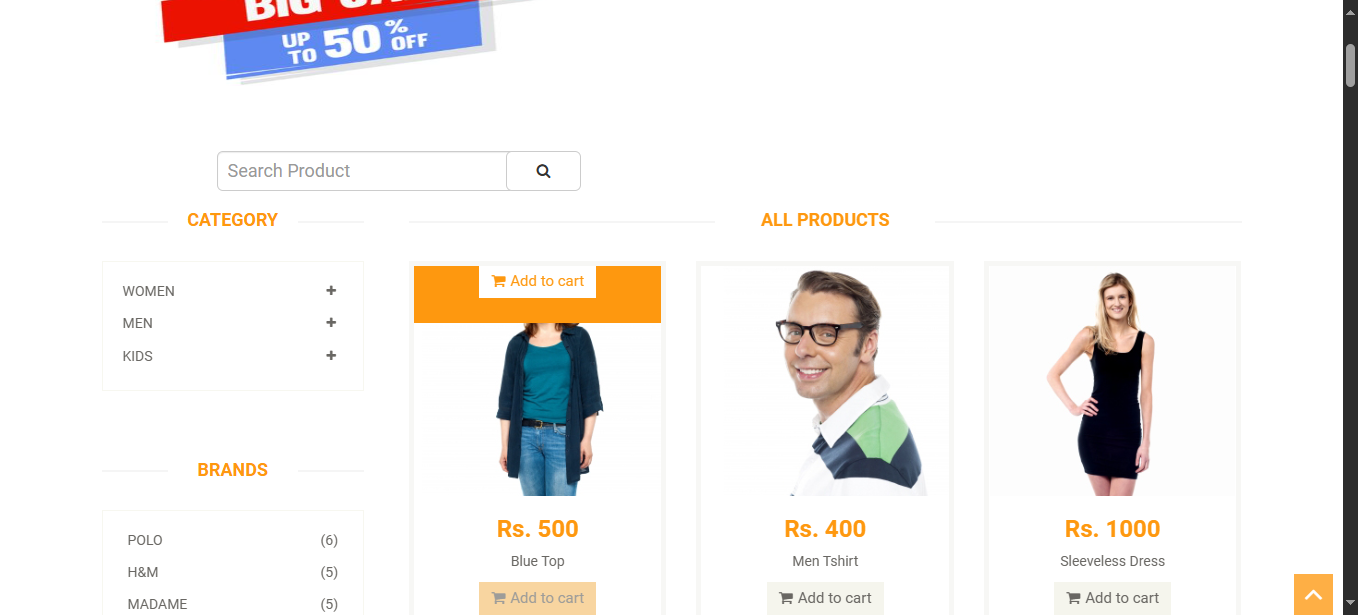 UP TO 50% OFF
Search Product
CATEGORY
ALL PRODUCTS
WOMEN
MEN
KIDS
BRANDS
POLO (6)
H&M (5)
MADAME (5)
Add to cart
Rs. 500
Blue Top
Add to cart
Rs. 400
Men Tshirt
Add to cart
Rs. 1000
Sleeveless Dress
Add to cart